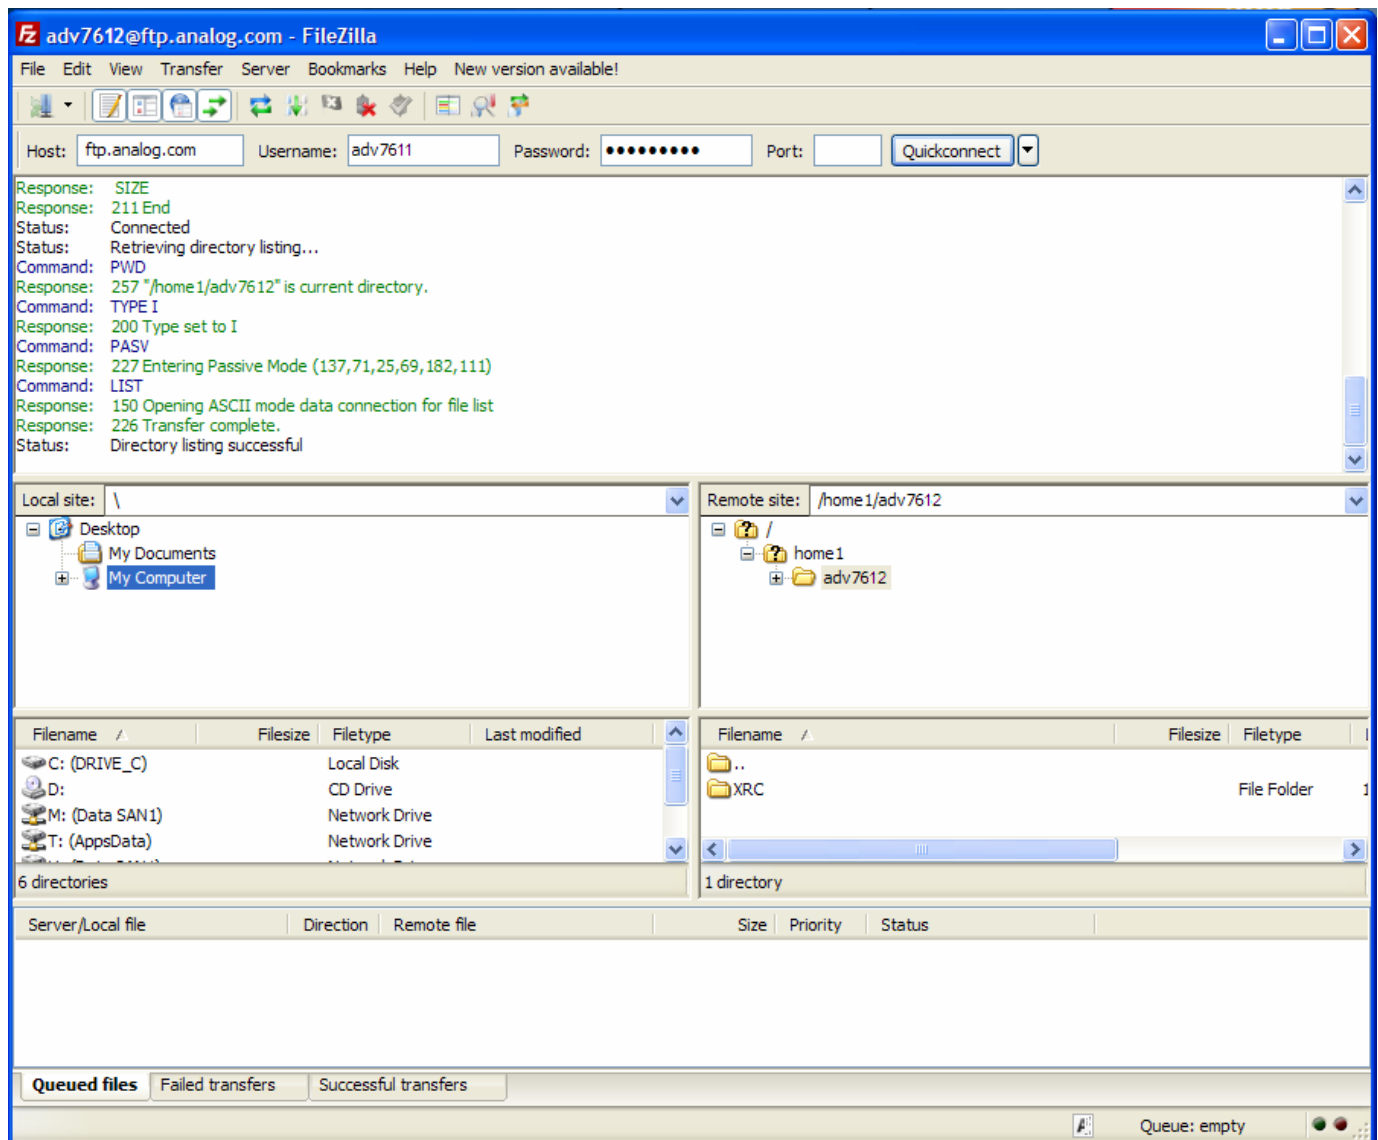 adv7612@ftp.analog.com - FileZilla
File Edit View Transfer Server Bookmarks Help New version available!
Host: ftp.analog.com Username: adv7611 Password: ●●●●●●●●● Port: Quickconnect
Response: SIZE
Response: 211 End
Status: Connected
Status: Retrieving directory listing...
Command: PWD
Response: 257 "/home1/adv7612" is current directory.
Command: TYPE I
Response: 200 Type set to I
Command: PASV
Response: 227 Entering Passive Mode (137,71,25,69,182,111)
Command: LIST
Response: 150 Opening ASCII mode data connection for file list
Response: 226 Transfer complete.
Status: Directory listing successful
Local site: \
Desktop
My Documents
My Computer
Remote site: /home1/adv7612
/
home1
adv7612
Filename Filesize Filetype Last modified
C: (DRIVE_C) Local Disk
D: CD Drive
M: (Data SAN1) Network Drive
T: (AppsData) Network Drive
6 directories
Filename Filesize Filetype
..
XRC File Folder 1
1 directory
Server/Local file Direction Remote file Size Priority Status
Queued files Failed transfers Successful transfers
Queue: empty